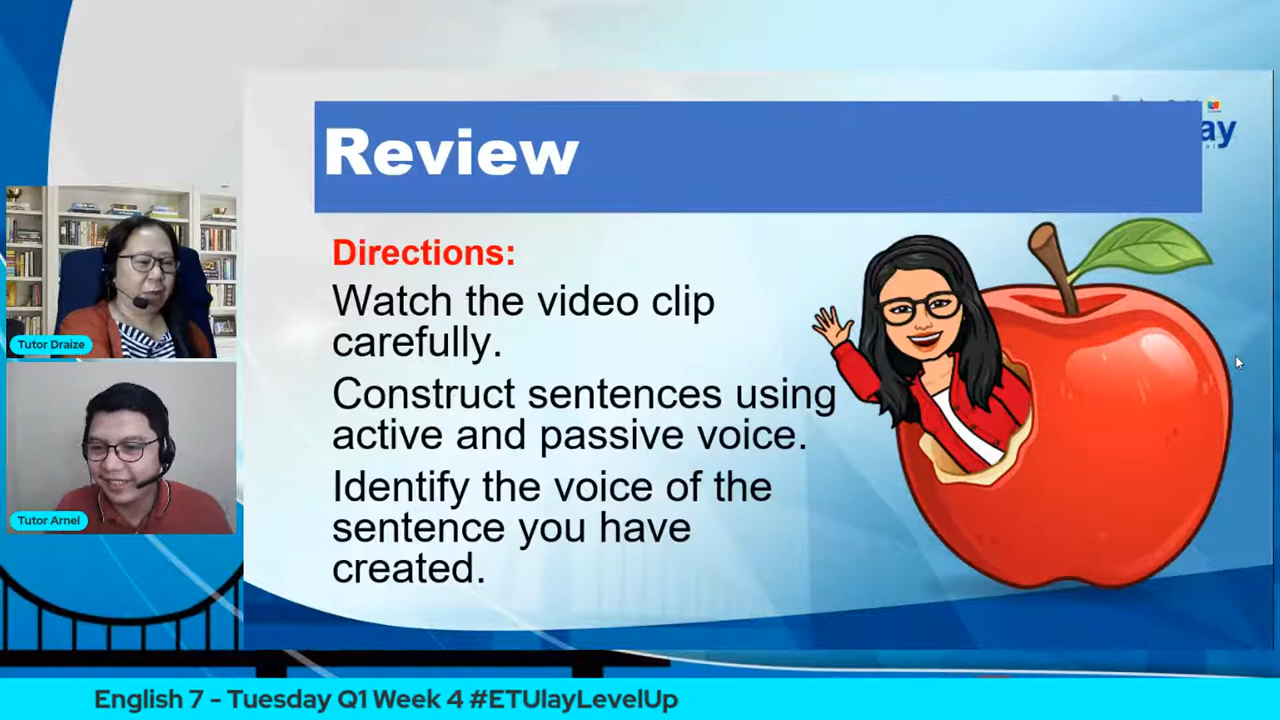 Review
ay
Directions:
Watch the video clip
carefully.
Construct sentences using
active and passive voice.
Identify the voice of the
sentence you have
created.
Tutor Draize
Tutor Arnel
English 7 - Tuesday Q1 Week 4 #ETUlayLevelUp